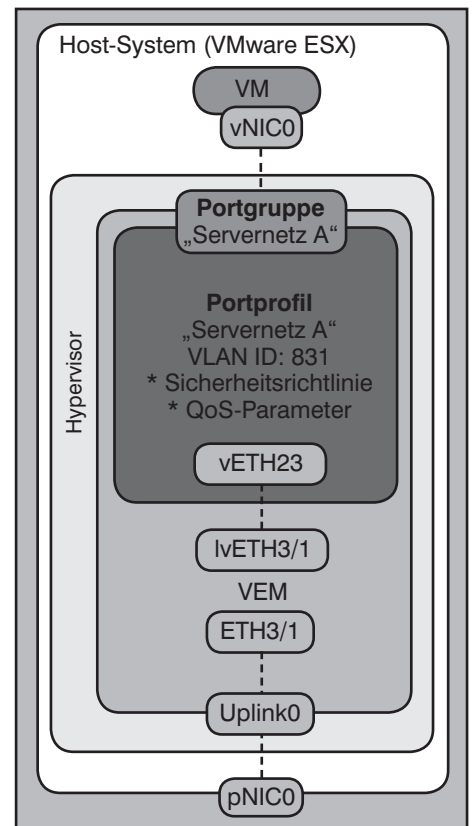 Host-System (VMware ESX)
VM
vNIC0
Portgruppe
„Servernetz A“
Portprofil
„Servernetz A“
VLAN ID: 831
* Sicherheitsrichtlinie
* QoS-Parameter
Hypervisor
vETH23
lvETH3/1
VEM
ETH3/1
Uplink0
pNIC0